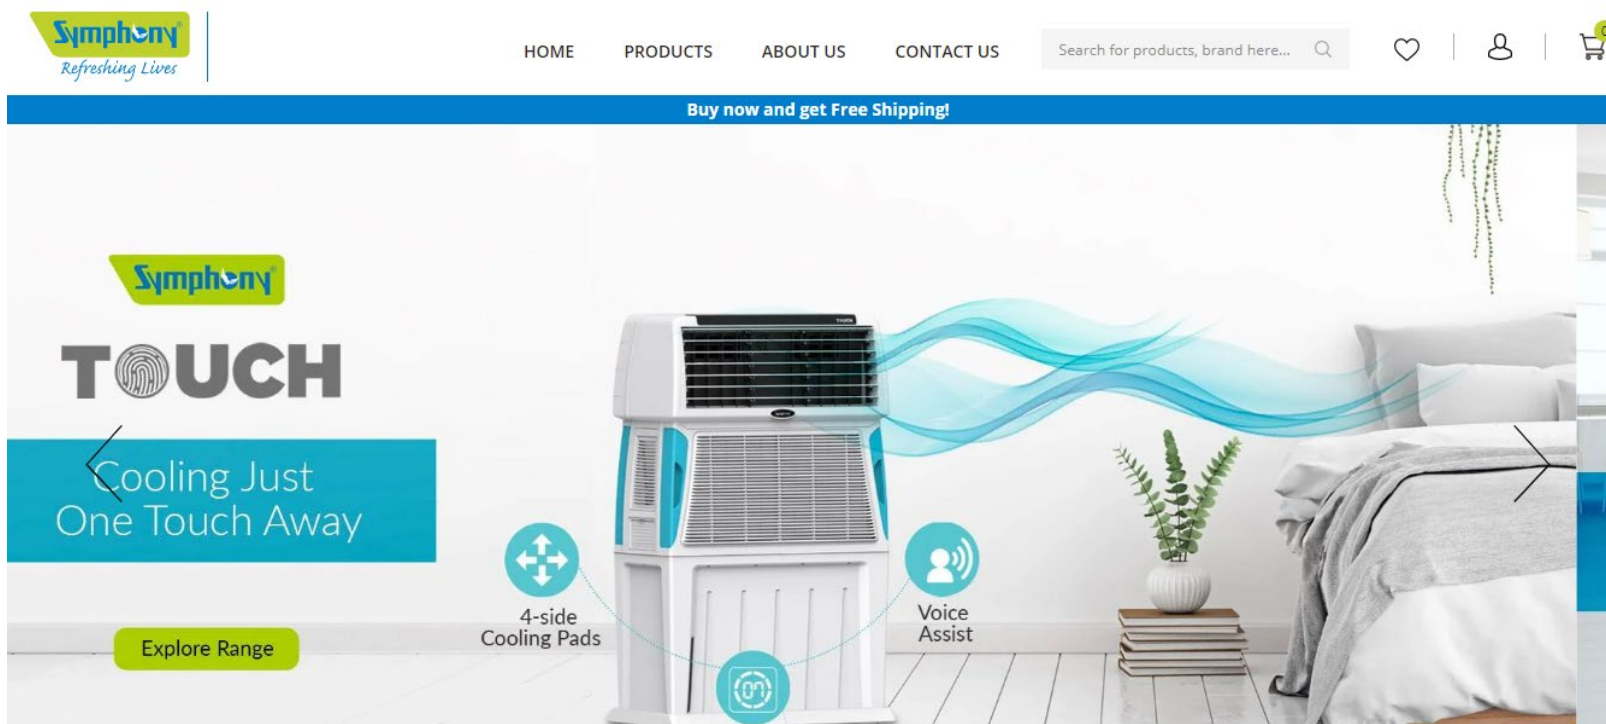 Symphony®
Refreshing Lives
HOME PRODUCTS ABOUT US CONTACT US Search for products, brand here...
Buy now and get Free Shipping!
Symphony®
TOUCH
Cooling Just
One Touch Away
Explore Range
TOUCH
4-side
Cooling Pads
Voice
Assist